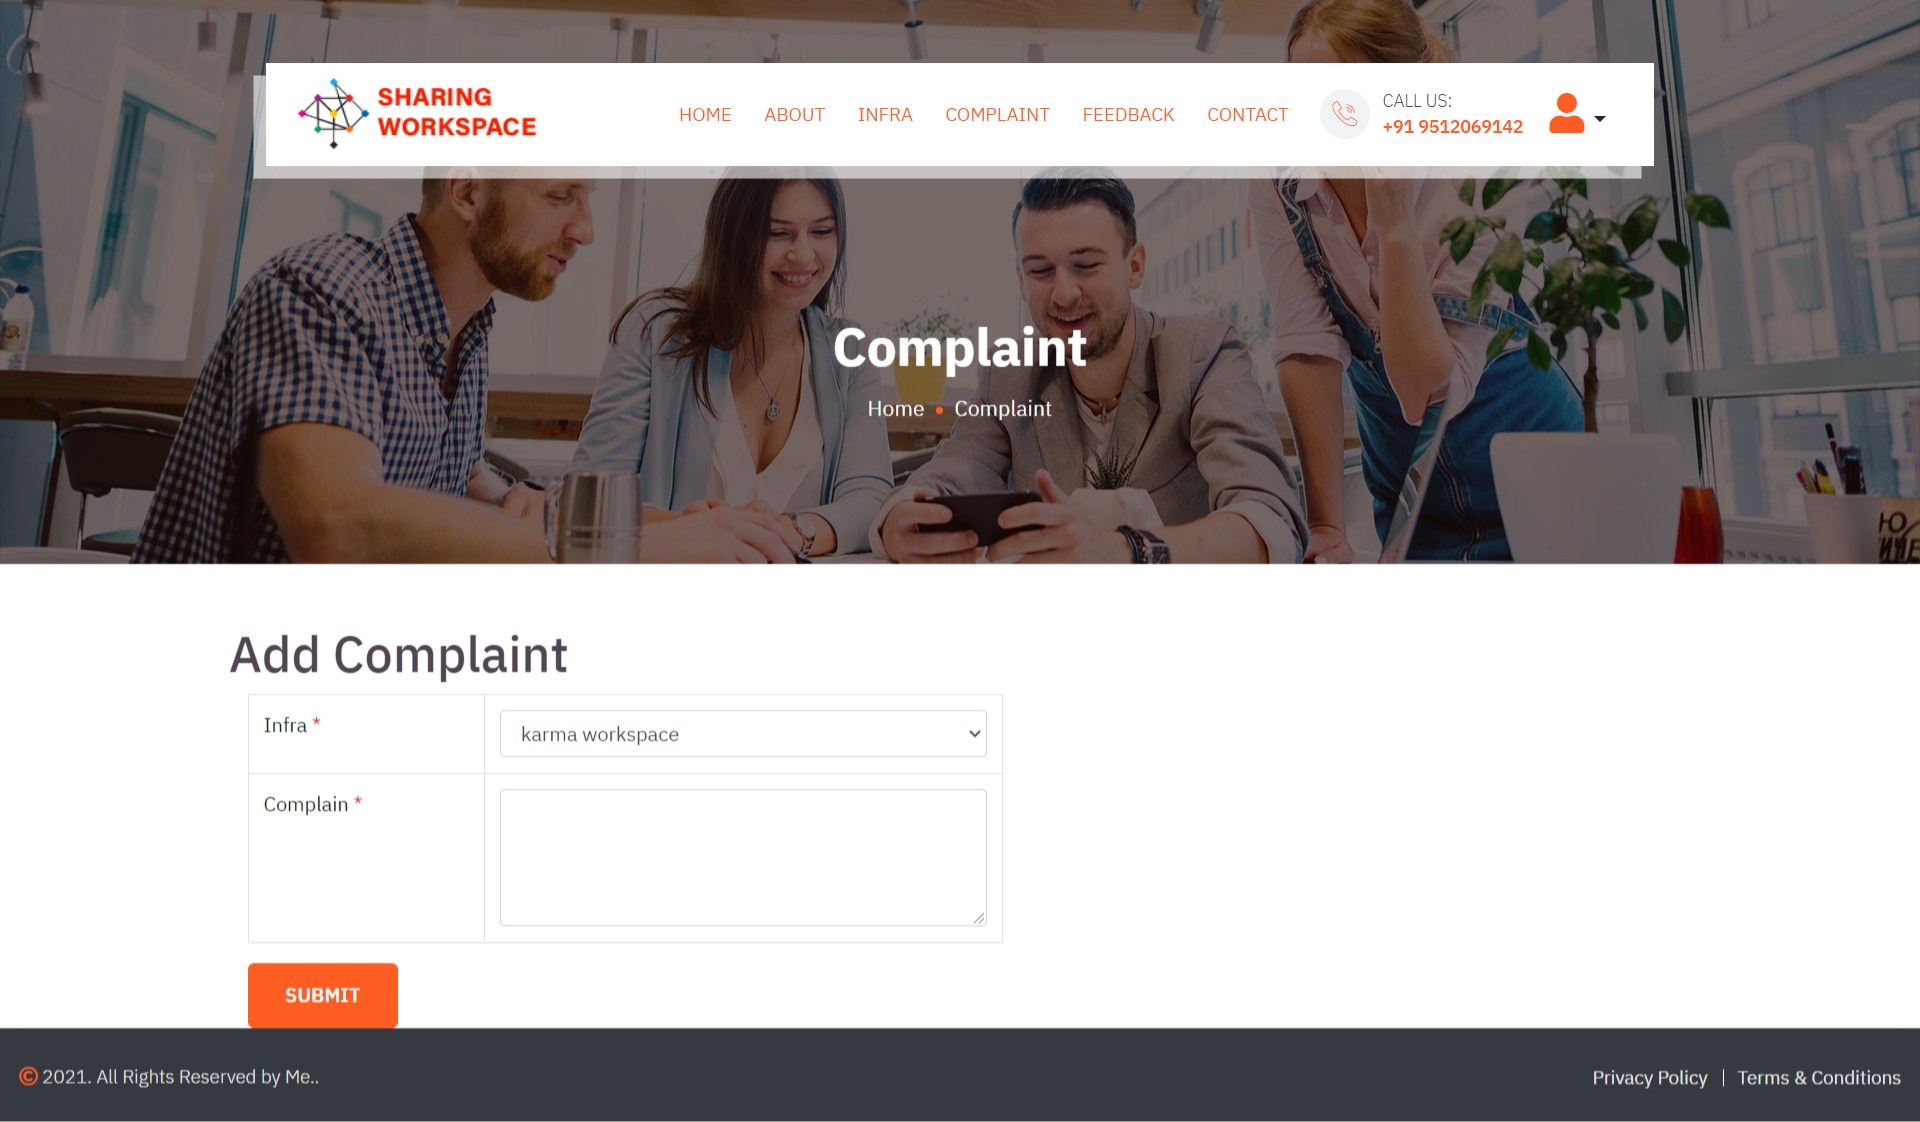 SHARING
WORKSPACE
HOME ABOUT INFRA COMPLAINT FEEDBACK CONTACT
CALL US:
+91 9512069142
Complaint
Home • Complaint
Add Complaint
Infra *
karma workspace
Complain *
SUBMIT
© 2021. All Rights Reserved by Me..
Privacy Policy | Terms & Conditions